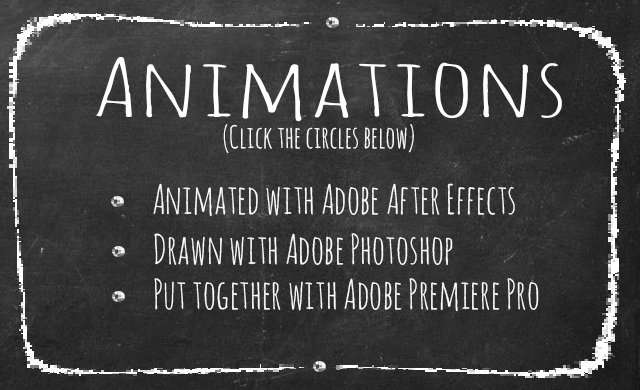 Animations
(Click the circles below)
Animated with Adobe After Effects
Drawn with Adobe Photoshop
Put together with Adobe Premiere Pro